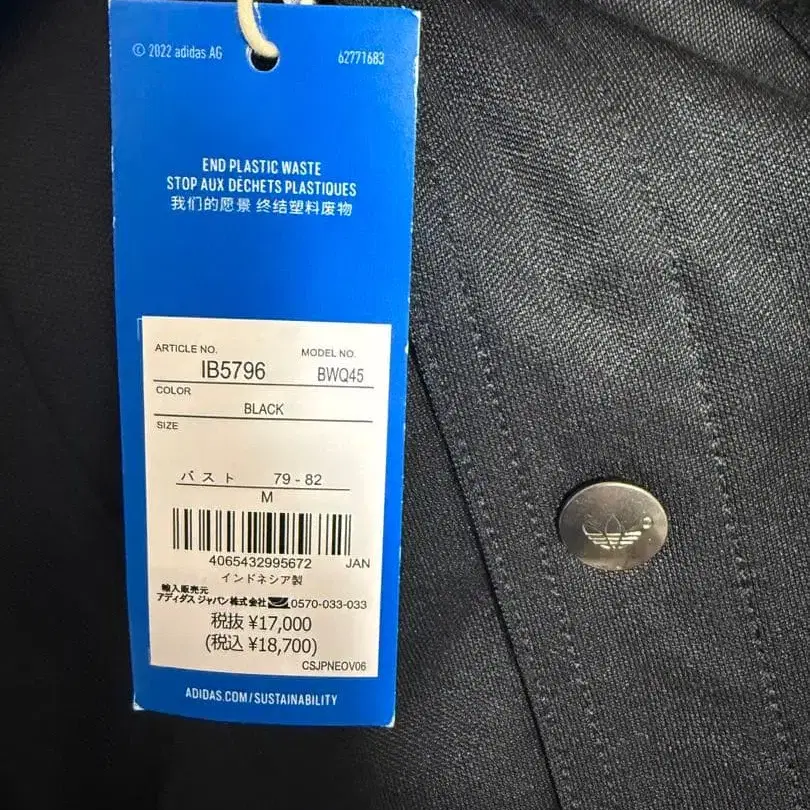 © 2022 adidas AG
62771683
END PLASTIC WASTE
STOP AUX DÉCHETS PLASTIQUES
我们的愿景 终结塑料废物
ARTICLE NO.
MODEL NO.
IB5796
BWQ45
COLOR
BLACK
SIZE
バスト 79 - 82
M
4065432995672 JAN
インドネシア製
輸入販売元
アディダス ジャパン株式会社 0570-033-033
税抜 ¥17,000
(税込 ¥18,700)
CSJPNEOV06
ADIDAS.COM/SUSTAINABILITY